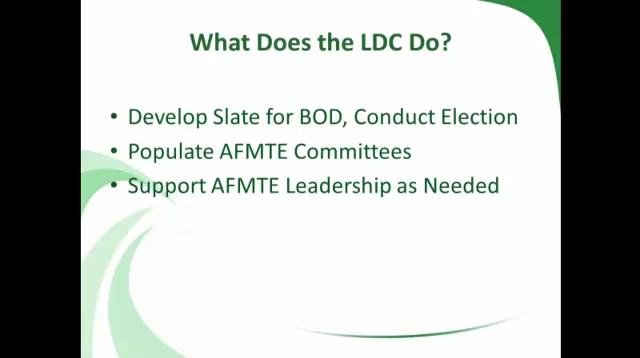 What Does the LDC Do?
• Develop Slate for BOD, Conduct Election
• Populate AFMTE Committees
• Support AFMTE Leadership as Needed